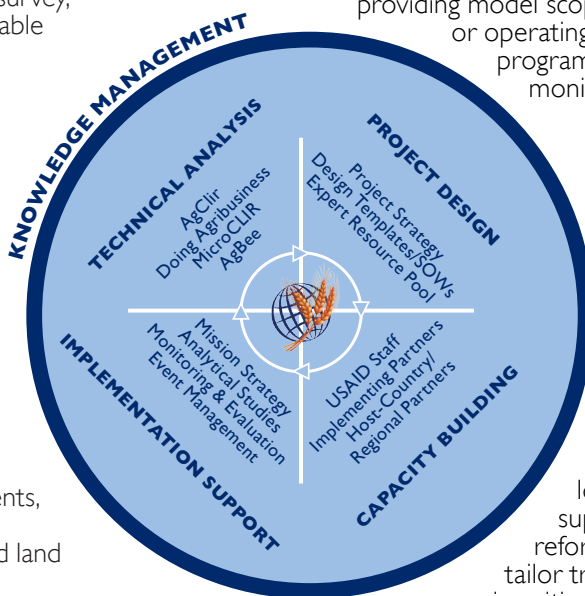 survey,
able
providing model scop
or operating
program
moni
KNOWLEDGE MANAGEMENT
TECHNICAL ANALYSIS
AgClir
Doing Agribusiness
MicroCLIR
AgBee
PROJECT DESIGN
Project Strategy
Design Templates/SOWs
Expert Resource Pool
IMPLEMENTATION SUPPORT
Mission Strategy
Analytical Studies
Monitoring & Evaluation
Event Management
CAPACITY BUILDING
USAID Staff
Implementing Partners
Host-Country/
Regional Partners
ents,
d land
le
sup
refor
tailor tr